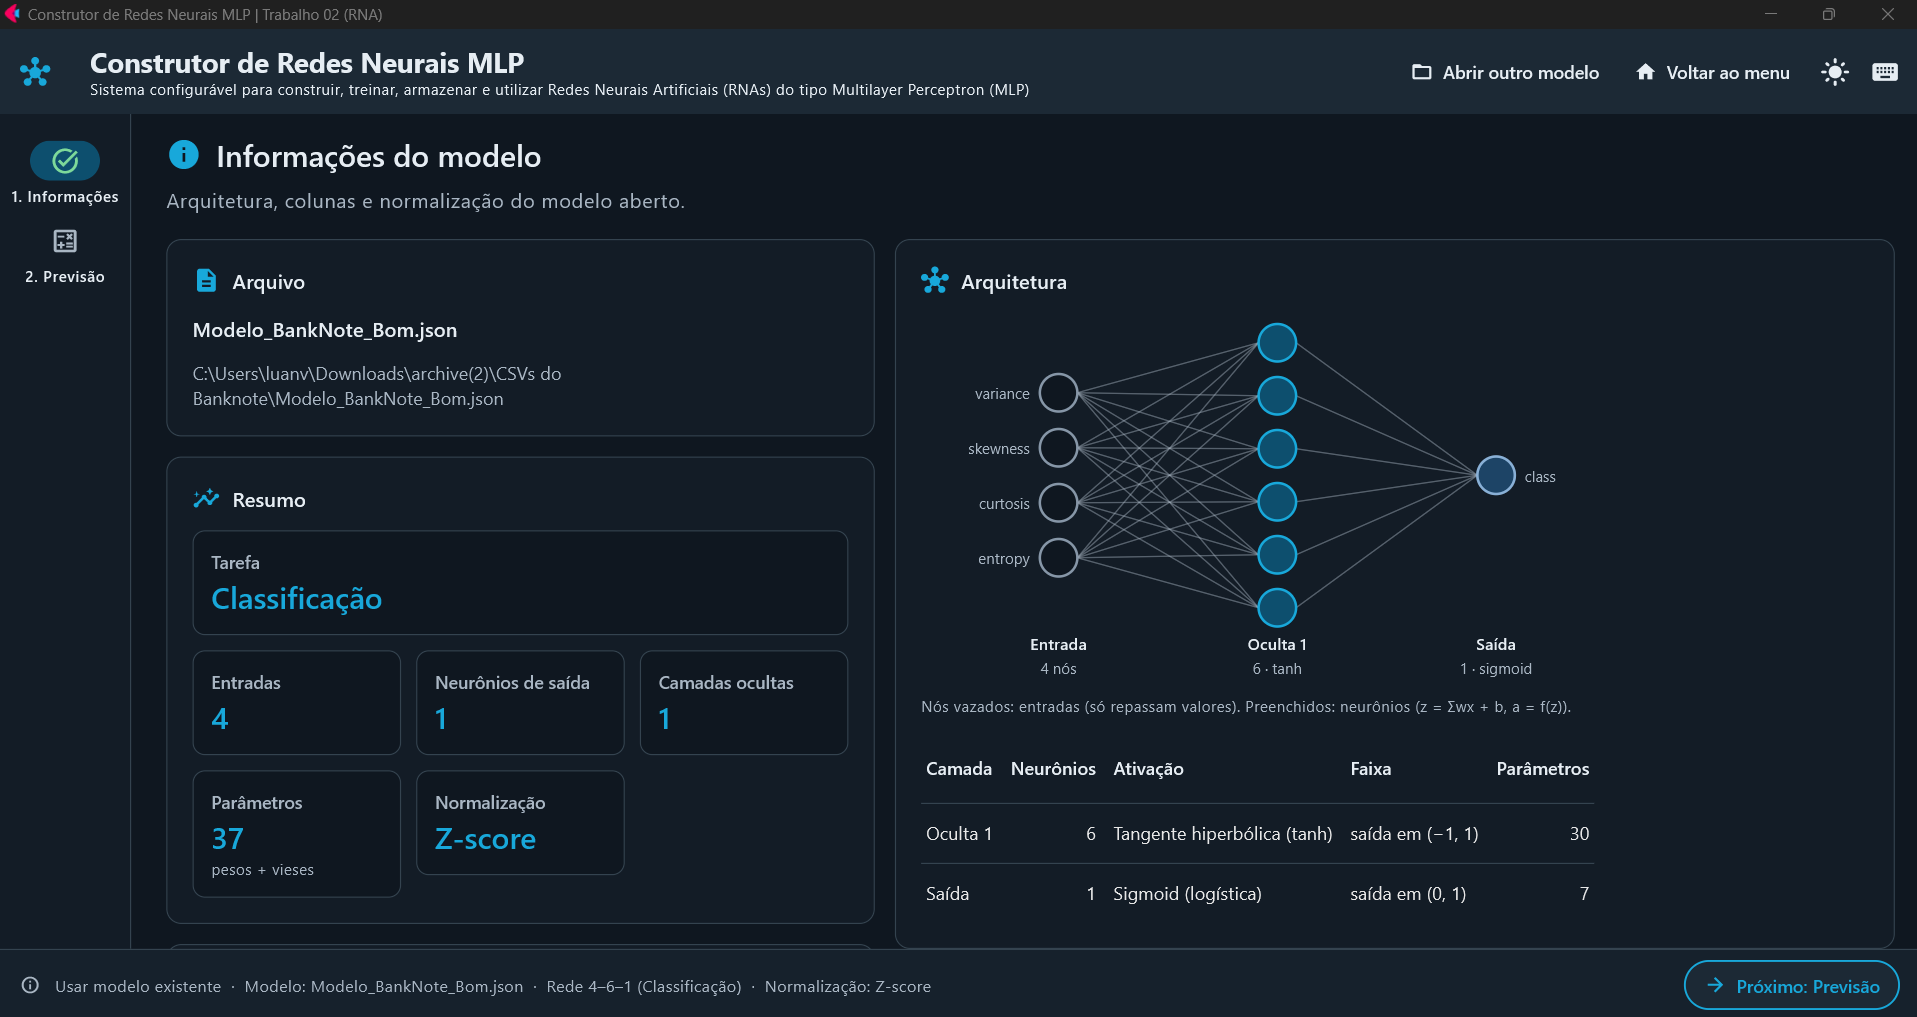 Construtor de Redes Neurais MLP | Trabalho 02 (RNA)
Construtor de Redes Neurais MLP
Sistema configurável para construir, treinar, armazenar e utilizar Redes Neurais Artificiais (RNAs) do tipo Multilayer Perceptron (MLP)
Abrir outro modelo
Voltar ao menu
1. Informações
2. Previsão
Informações do modelo
Arquitetura, colunas e normalização do modelo aberto.
Arquivo
Modelo_BankNote_Bom.json
C:\Users\luanv\Downloads\archive(2)\CSVs do
Banknote\Modelo_BankNote_Bom.json
Resumo
Tarefa
Classificação
Entradas
4
Neurônios de saída
1
Camadas ocultas
1
Parâmetros
37
pesos + vieses
Normalização
Z-score
Arquitetura
variance
skewness
curtosis
entropy
class
Entrada
4 nós
Oculta 1
6 · tanh
Saída
1 · sigmoid
Nós vazados: entradas (só repassam valores). Preenchidos: neurônios (z = Σwx + b, a = f(z)).
Camada Neurônios Ativação Faixa Parâmetros
Oculta 1 6 Tangente hiperbólica (tanh) saída em (−1, 1) 30
Saída 1 Sigmoid (logística) saída em (0, 1) 7
Usar modelo existente · Modelo: Modelo_BankNote_Bom.json · Rede 4–6–1 (Classificação) · Normalização: Z-score
Próximo: Previsão